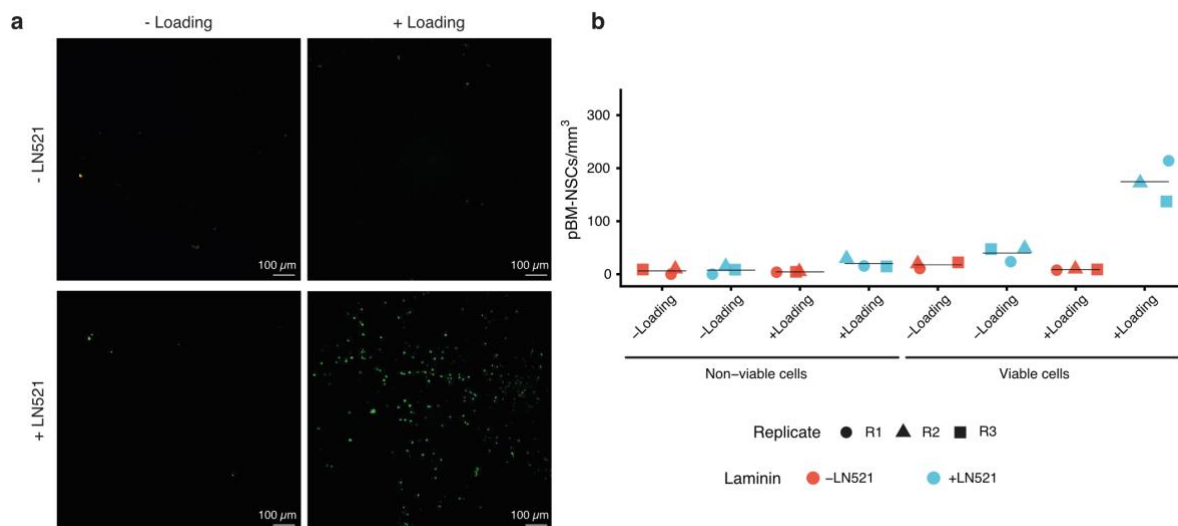 a
- Loading
+ Loading
- LN521
100 µm
100 µm
+ LN521
100 µm
100 µm
b
pBM-NSCs/mm³
300
200
100
0
−Loading
−Loading
+Loading
+Loading
−Loading
−Loading
+Loading
+Loading
Non−viable cells
Viable cells
Replicate R1 R2 R3
Laminin −LN521 +LN521